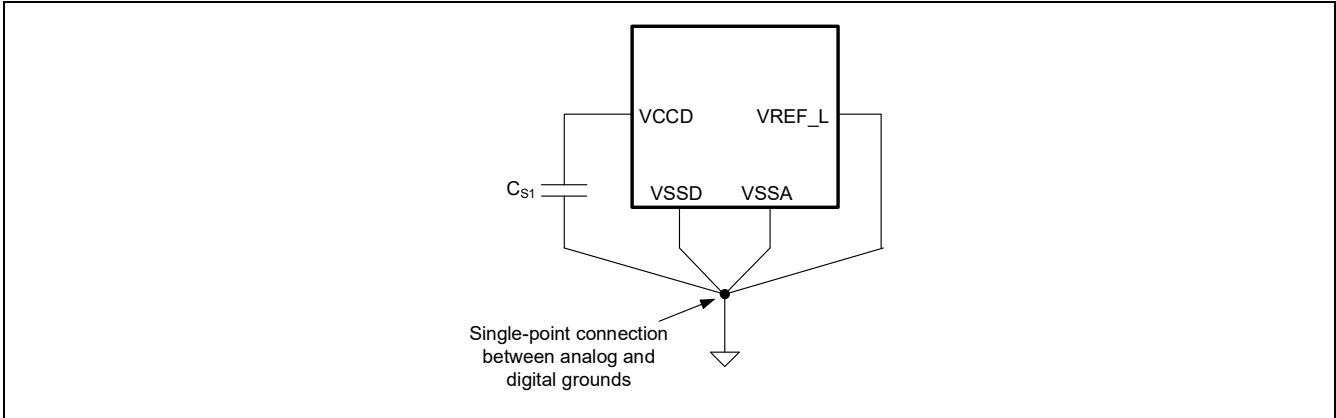 VCCD
VREF_L
CS1
VSSD
VSSA
Single-point connection
between analog and
digital grounds